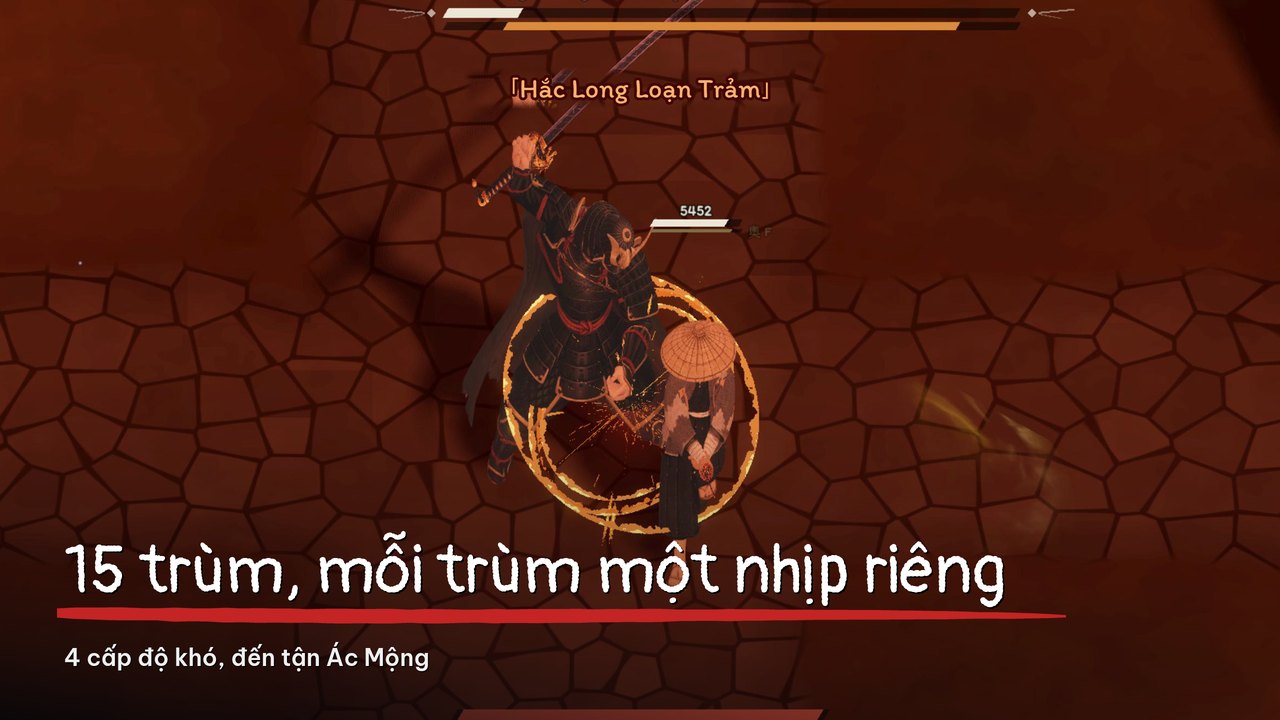 「Hắc Long Loạn Trảm」
5452
15 trùm, mỗi trùm một nhịp riêng
4 cấp độ khó, đến tận Ác Mộng